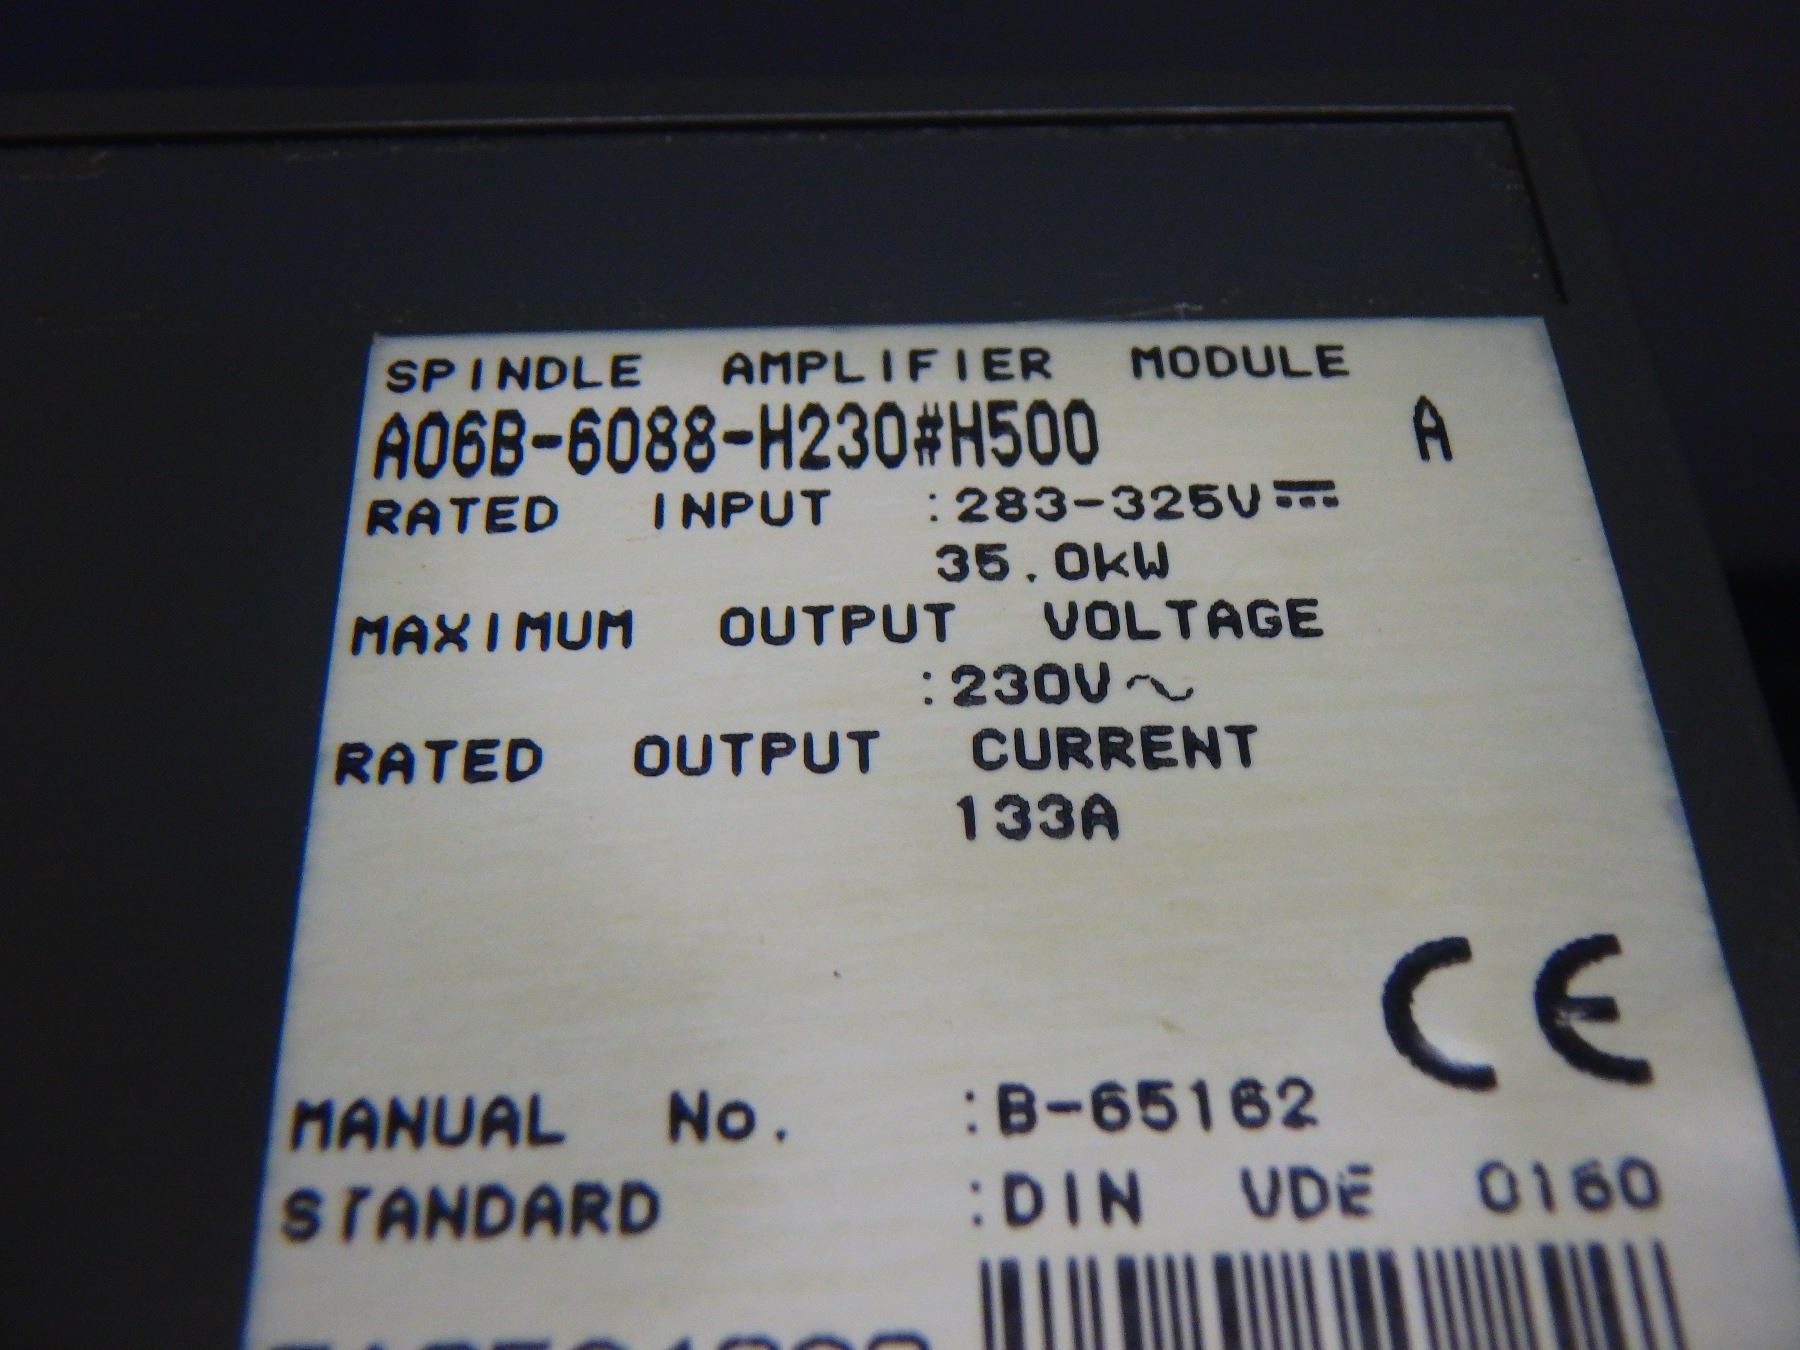 SPINDLE AMPLIFIER MODULE
A06B-6088-H230#H500 A
RATED INPUT :283-325V⎓
35.0kW
MAXIMUM OUTPUT VOLTAGE
:230V～
RATED OUTPUT CURRENT
133A
CE
MANUAL No. :B-65162
STANDARD :DIN VDE 0160